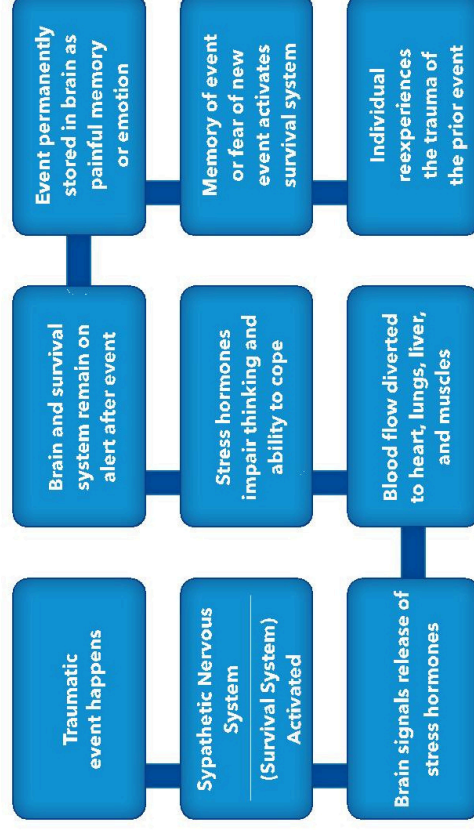 Traumatic
event happens
Sypathetic Nervous
System
(Survival System)
Activated
Brain signals release of
stress hormones
Blood flow diverted
to heart, lungs, liver,
and muscles
Stress hormones
impair thinking and
ability to cope
Brain and survival
system remain on
alert after event
Event permanently
stored in brain as
painful memory
or emotion
Memory of event
or fear of new
event activates
survival system
Individual
reexperiences
the trauma of
the prior event